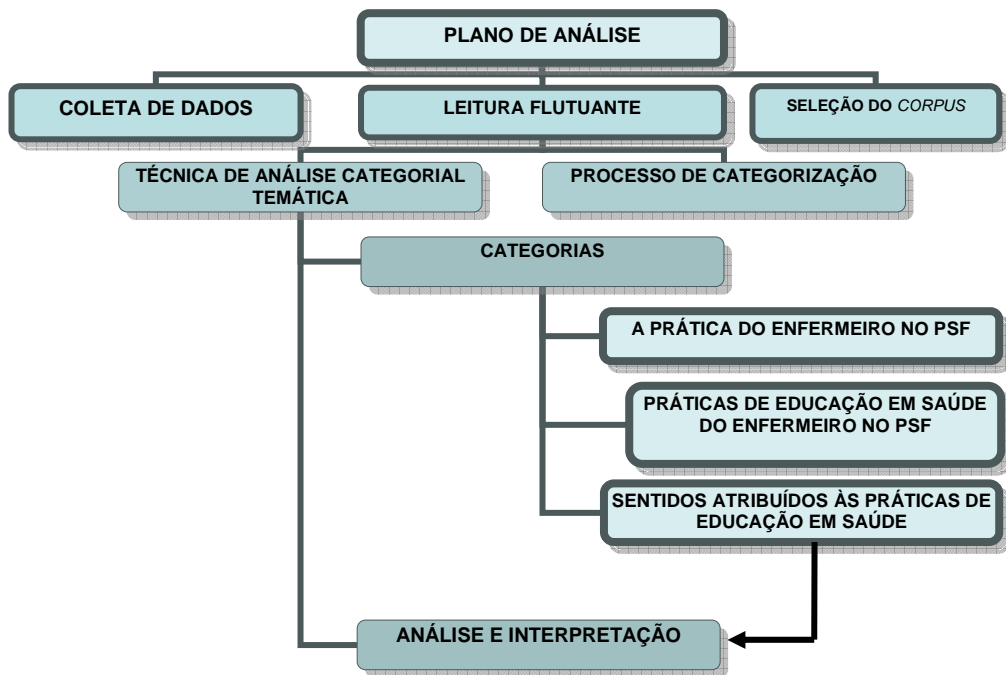 PLANO DE ANÁLISE
COLETA DE DADOS
LEITURA FLUTUANTE
SELEÇÃO DO CORPUS
TÉCNICA DE ANÁLISE CATEGORIAL
TEMÁTICA
PROCESSO DE CATEGORIZAÇÃO
CATEGORIAS
A PRÁTICA DO ENFERMEIRO NO PSF
PRÁTICAS DE EDUCAÇÃO EM SAÚDE
DO ENFERMEIRO NO PSF
SENTIDOS ATRIBUÍDOS ÀS PRÁTICAS DE
EDUCAÇÃO EM SAÚDE
ANÁLISE E INTERPRETAÇÃO